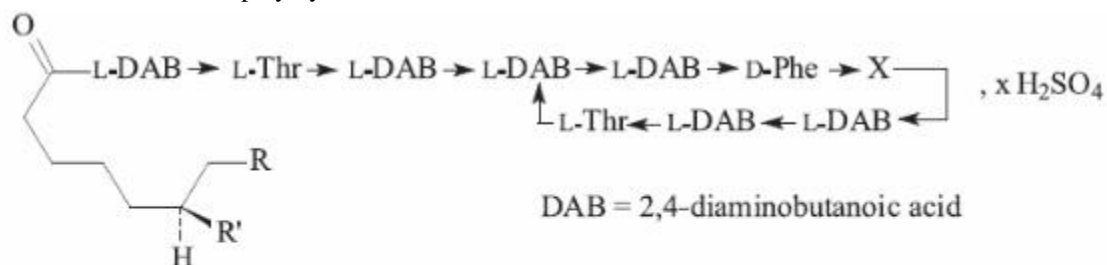 O
L-DAB → L-Thr → L-DAB → L-DAB → L-DAB → D-Phe → X , x H₂SO₄
L-Thr ← L-DAB ← L-DAB
R
DAB = 2,4-diaminobutanoic acid
R'
H